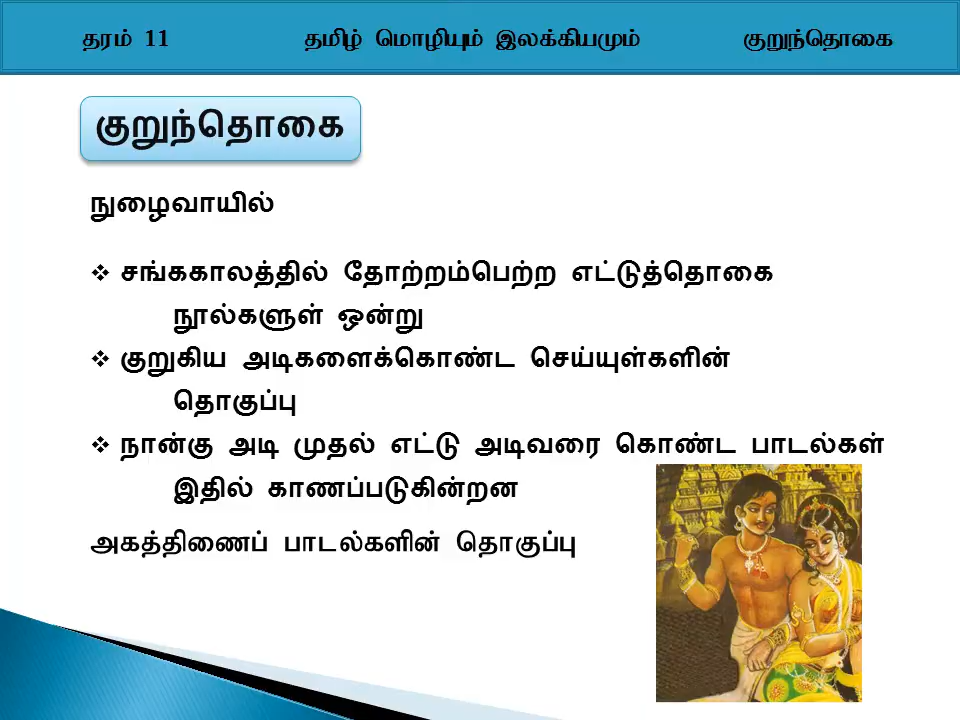 தரம் 11 தமிழ் மொழியும் இலக்கியமும் குறுந்தொகை
குறுந்தொகை
நுழைவாயில்
❖ சங்ககாலத்தில் தோற்றம்பெற்ற எட்டுத்தொகை
நூல்களுள் ஒன்று
❖ குறுகிய அடிகளைக்கொண்ட செய்யுள்களின்
தொகுப்பு
❖ நான்கு அடி முதல் எட்டு அடிவரை கொண்ட பாடல்கள்
இதில் காணப்படுகின்றன
அகத்திணைப் பாடல்களின் தொகுப்பு